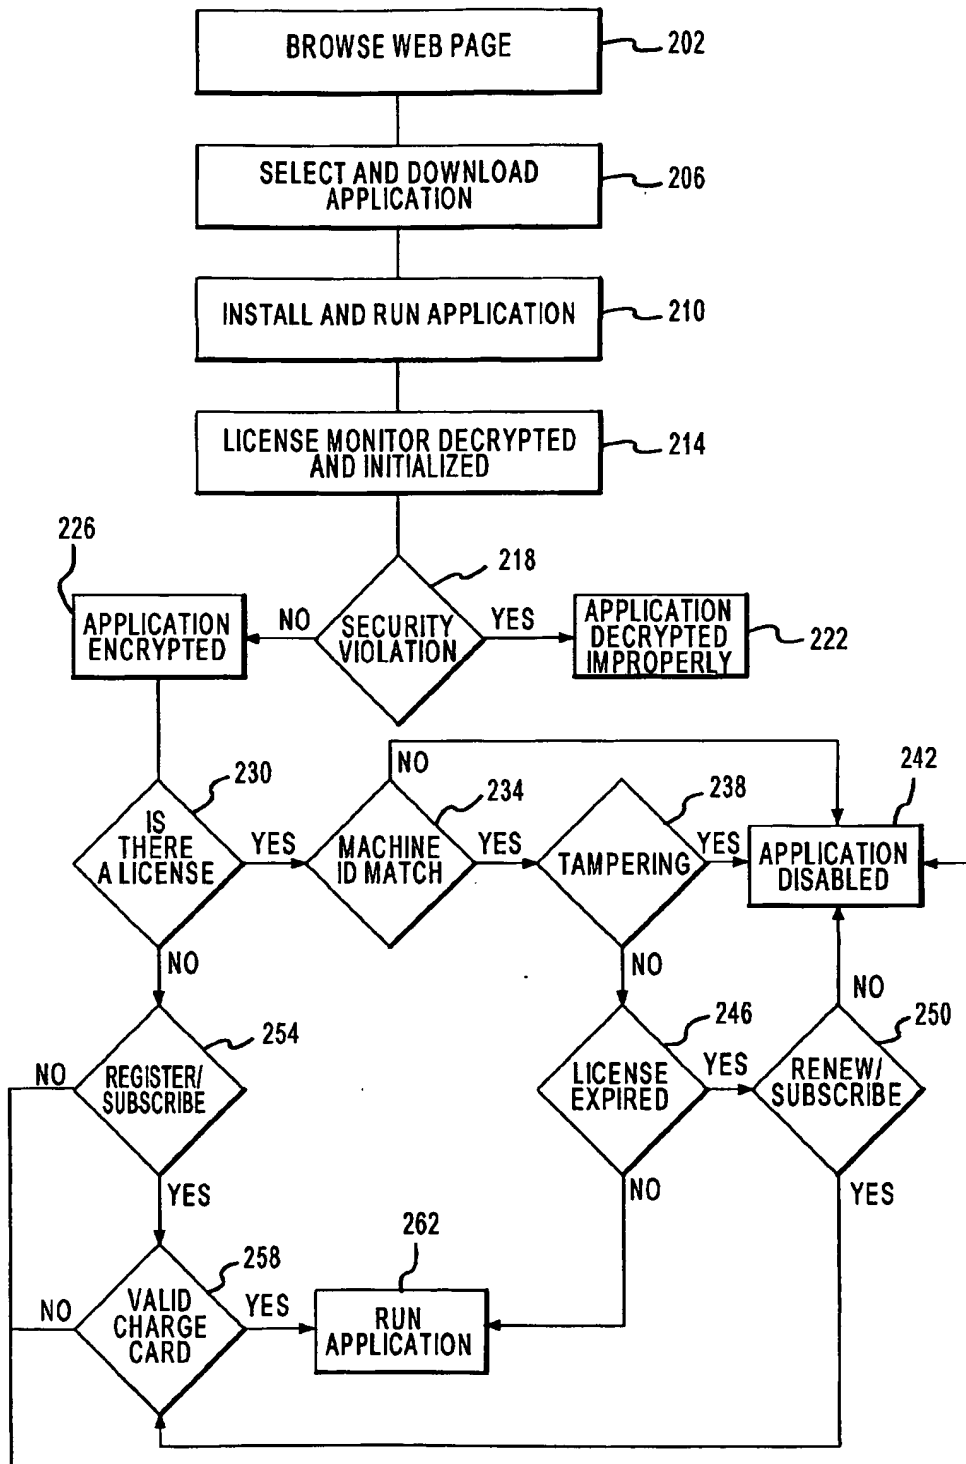 BROWSE WEB PAGE
202
SELECT AND DOWNLOAD
APPLICATION
206
INSTALL AND RUN APPLICATION
210
LICENSE MONITOR DECRYPTED
AND INITIALIZED
214
226
218
APPLICATION
ENCRYPTED
NO
SECURITY
VIOLATION
YES
APPLICATION
DECRYPTED
IMPROPERLY
222
230
NO
234
238
242
IS
THERE
A LICENSE
YES
MACHINE
ID MATCH
YES
TAMPERING
YES
APPLICATION
DISABLED
NO
NO
NO
254
246
250
NO
REGISTER/
SUBSCRIBE
LICENSE
EXPIRED
YES
RENEW/
SUBSCRIBE
YES
NO
YES
258
262
NO
VALID
CHARGE
CARD
YES
RUN
APPLICATION